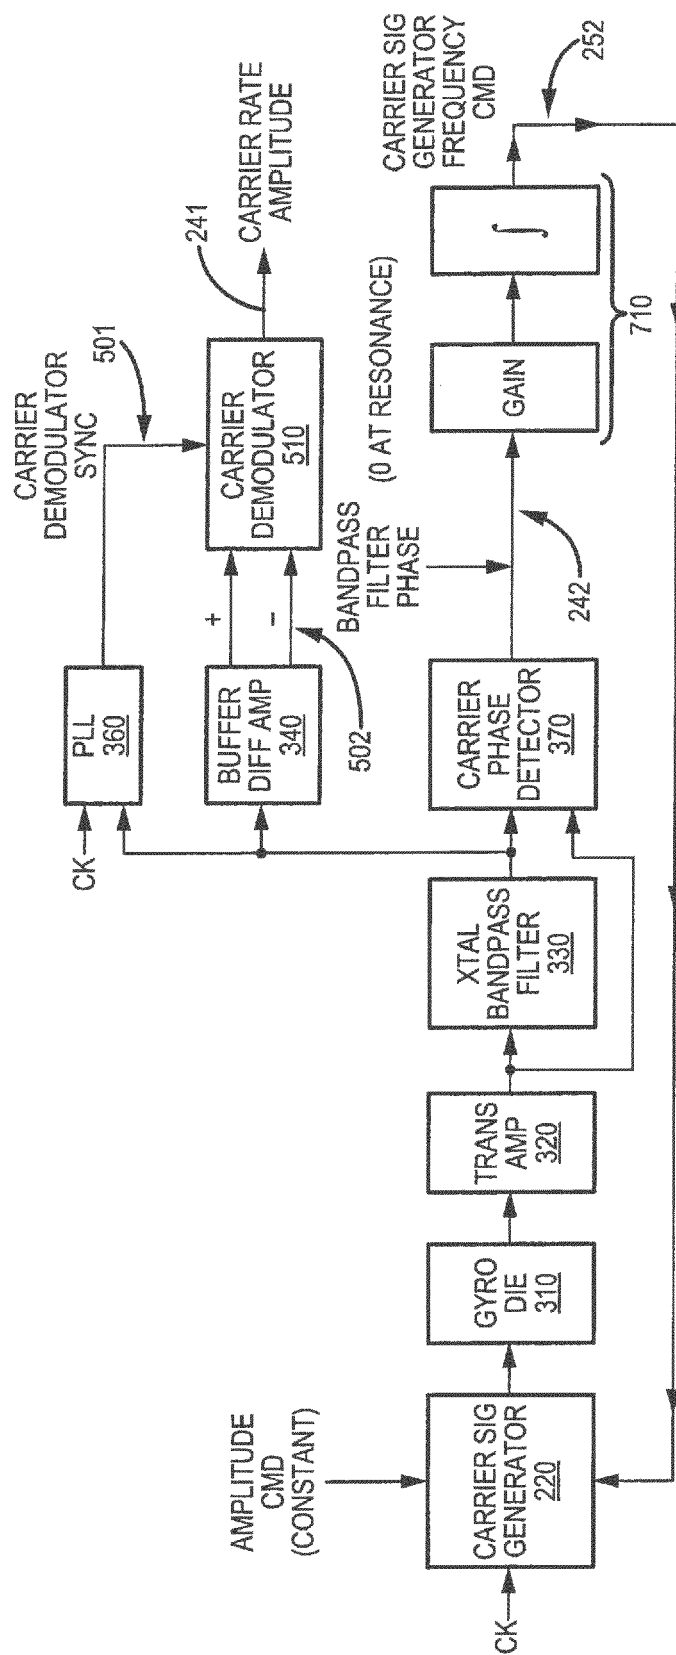 CARRIER
DEMODULATOR
SYNC
501
241
CARRIER RATE
AMPLITUDE
CK
PLL
360
CARRIER
DEMODULATOR
510
BUFFER
DIFF AMP
340
+
−
502
AMPLITUDE
CMD
(CONSTANT)
BANDPASS
FILTER
PHASE
(0 AT RESONANCE)
CARRIER SIG
GENERATOR
FREQUENCY
CMD
CK
CARRIER SIG
GENERATOR
220
GYRO
DIE
310
TRANS
AMP
320
XTAL
BANDPASS
FILTER
330
CARRIER
PHASE
DETECTOR
370
242
GAIN
∫
252
710